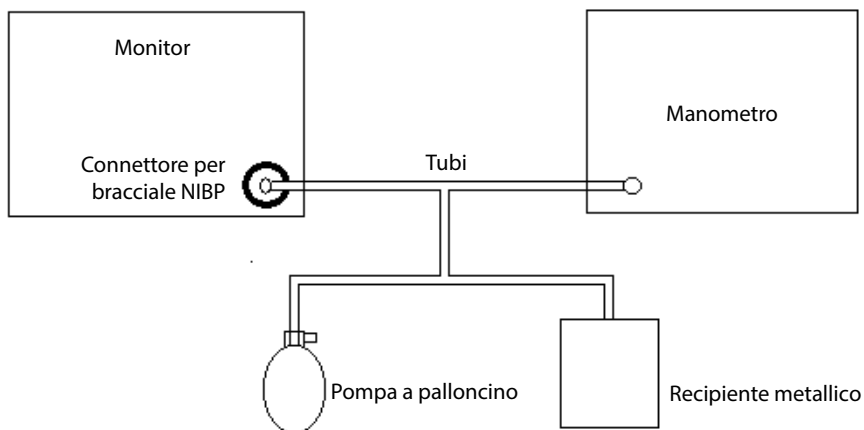 Monitor
Manometro
Connettore per
bracciale NIBP
Tubi
Pompa a palloncino
Recipiente metallico